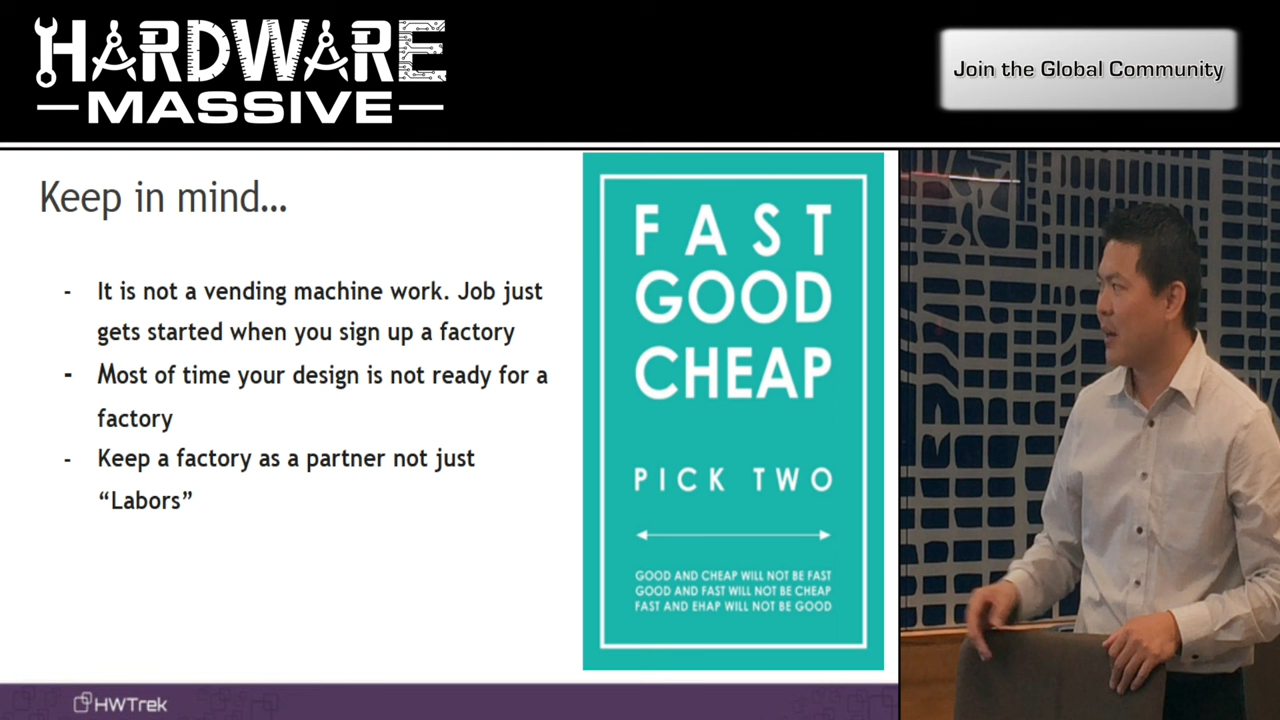 HARDWARE
MASSIVE
Join the Global Community
Keep in mind...
- It is not a vending machine work. Job just
gets started when you sign up a factory
- Most of time your design is not ready for a
factory
- Keep a factory as a partner not just
“Labors”
FAST
GOOD
CHEAP
PICK TWO
GOOD AND CHEAP WILL NOT BE FAST
GOOD AND FAST WILL NOT BE CHEAP
FAST AND EHAP WILL NOT BE GOOD
HWTrek